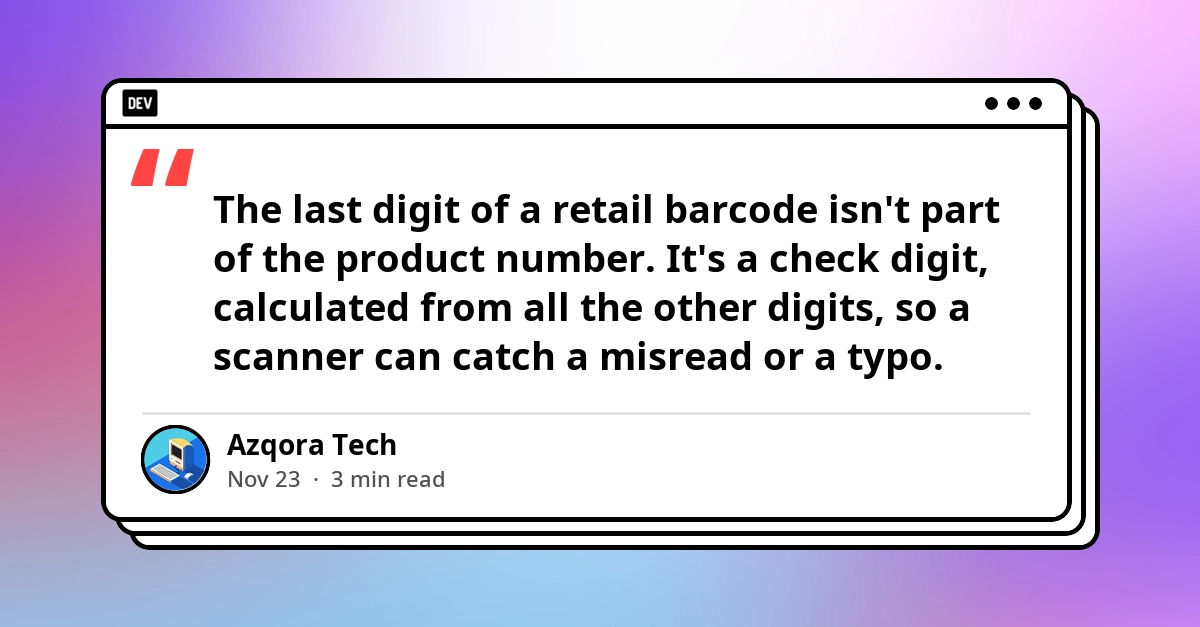 DEV
The last digit of a retail barcode isn't part
of the product number. It's a check digit,
calculated from all the other digits, so a
scanner can catch a misread or a typo.
Azqora Tech
Nov 23 · 3 min read